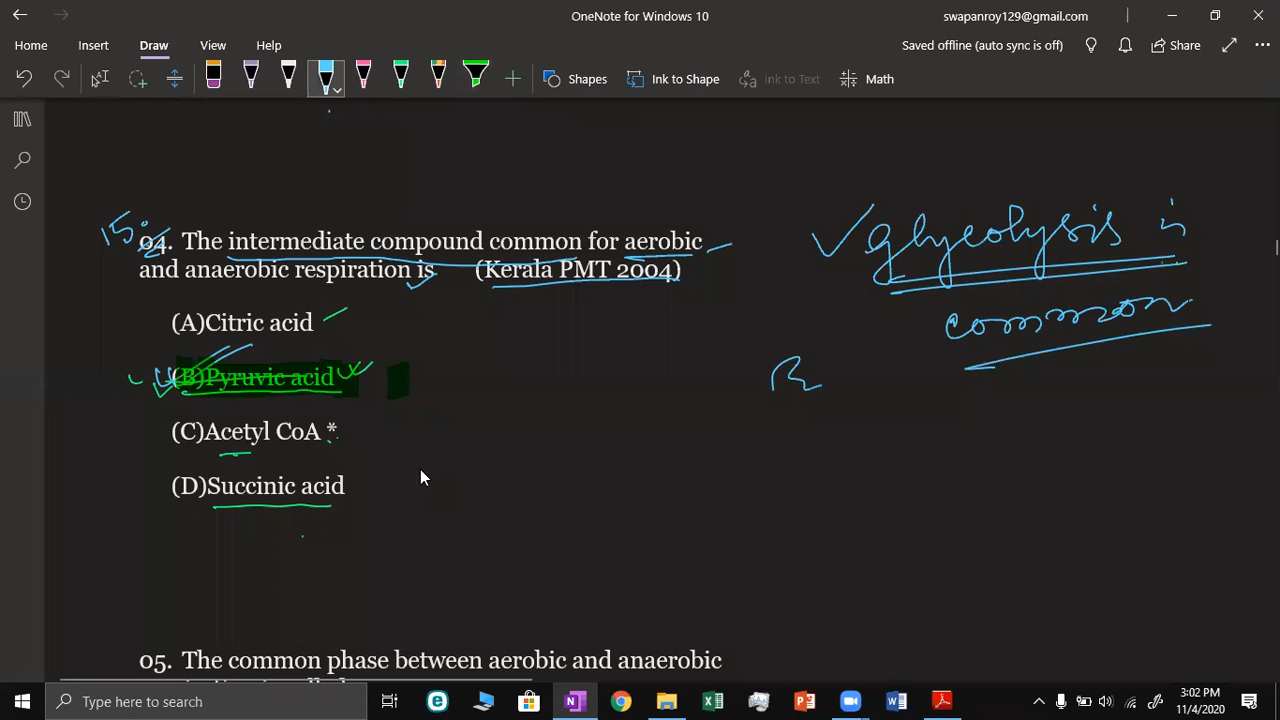 OneNote for Windows 10
swapanroy129@gmail.com
Home Insert Draw View Help
Saved offline (auto sync is off)
Share
Shapes
Ink to Shape
Ink to Text
Math
glycolysis is
common
04. The intermediate compound common for aerobic
and anaerobic respiration is (Kerala PMT 2004)
(A)Citric acid
(B)Pyruvic acid
(C)Acetyl CoA *
(D)Succinic acid
05. The common phase between aerobic and anaerobic
Type here to search
3:02 PM
11/4/2020